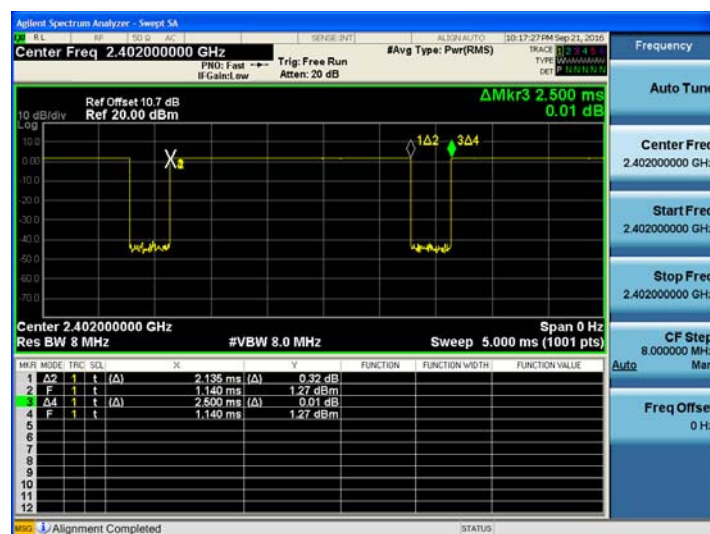 Agilent Spectrum Analyzer - Swept SA
RL RF 50 Ω AC SENSE:INT ALIGN AUTO 10:17:27 PM Sep 21, 2016
Center Freq 2.402000000 GHz #Avg Type: Pwr(RMS) TRACE 1 2 3 4 5 6
PNO: Fast Trig: Free Run TYPE
IFGain:Low Atten: 20 dB DET P N N N N N
Frequency
Auto Tune
ΔMkr3 2.500 ms
0.01 dB
Ref Offset 10.7 dB
10 dB/div Ref 20.00 dBm
Log
10.0
0.00
-10.0
-20.0
-30.0
-40.0
-50.0
-60.0
-70.0
X2
1Δ2
3Δ4
Center 2.402000000 GHz Span 0 Hz
Res BW 8 MHz #VBW 8.0 MHz Sweep 5.000 ms (1001 pts)
MKR MODE TRC SCL X Y FUNCTION FUNCTION WIDTH FUNCTION VALUE
1 Δ2 1 t (Δ) 2.135 ms (Δ) 0.32 dB
2 F 1 t 1.140 ms 1.27 dBm
3 Δ4 1 t (Δ) 2.500 ms (Δ) 0.01 dB
4 F 1 t 1.140 ms 1.27 dBm
5
6
7
8
9
10
11
12
Center Freq
2.402000000 GHz
Start Freq
2.402000000 GHz
Stop Freq
2.402000000 GHz
CF Step
8.000000 MHz
Auto Man
Freq Offse
0 Hz
MSG Alignment Completed STATUS